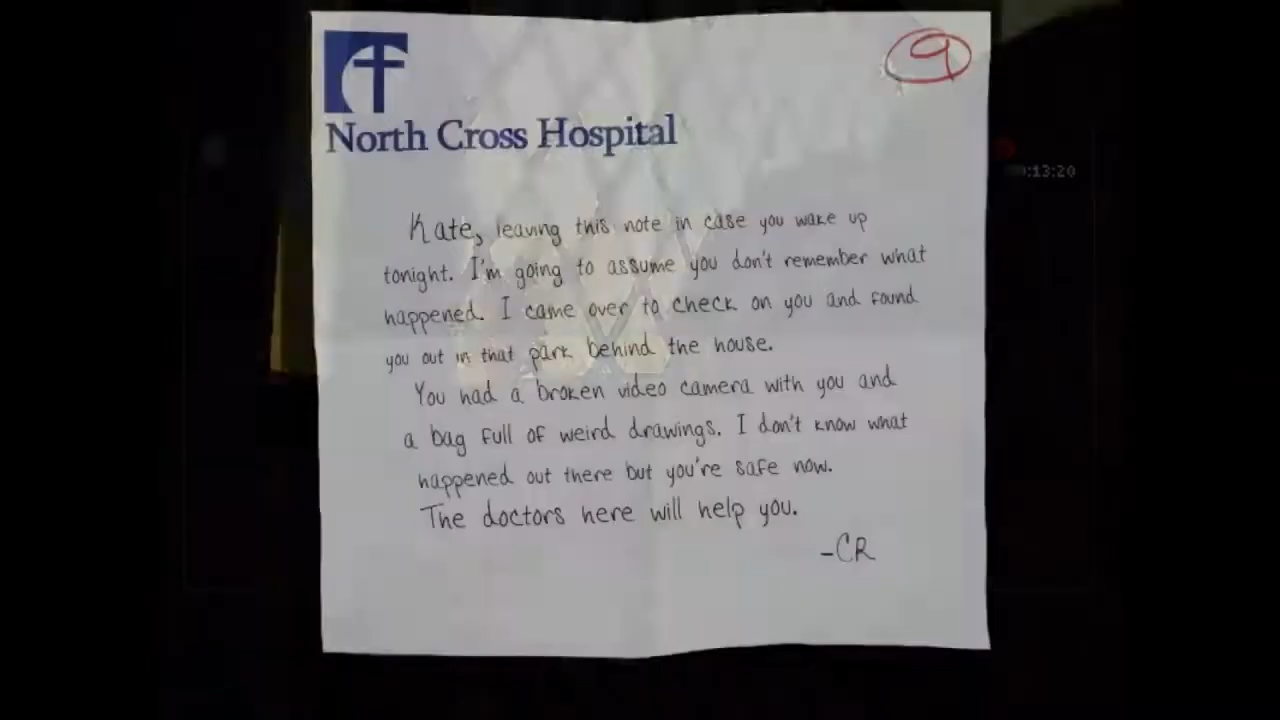 9
North Cross Hospital
:13:20
Kate, leaving this note in case you wake up
tonight. I'm going to assume you don't remember what
happened. I came over to check on you and found
you out in that park behind the house.
You had a broken video camera with you and
a bag full of weird drawings. I don't know what
happened out there but you're safe now.
The doctors here will help you.
-CR